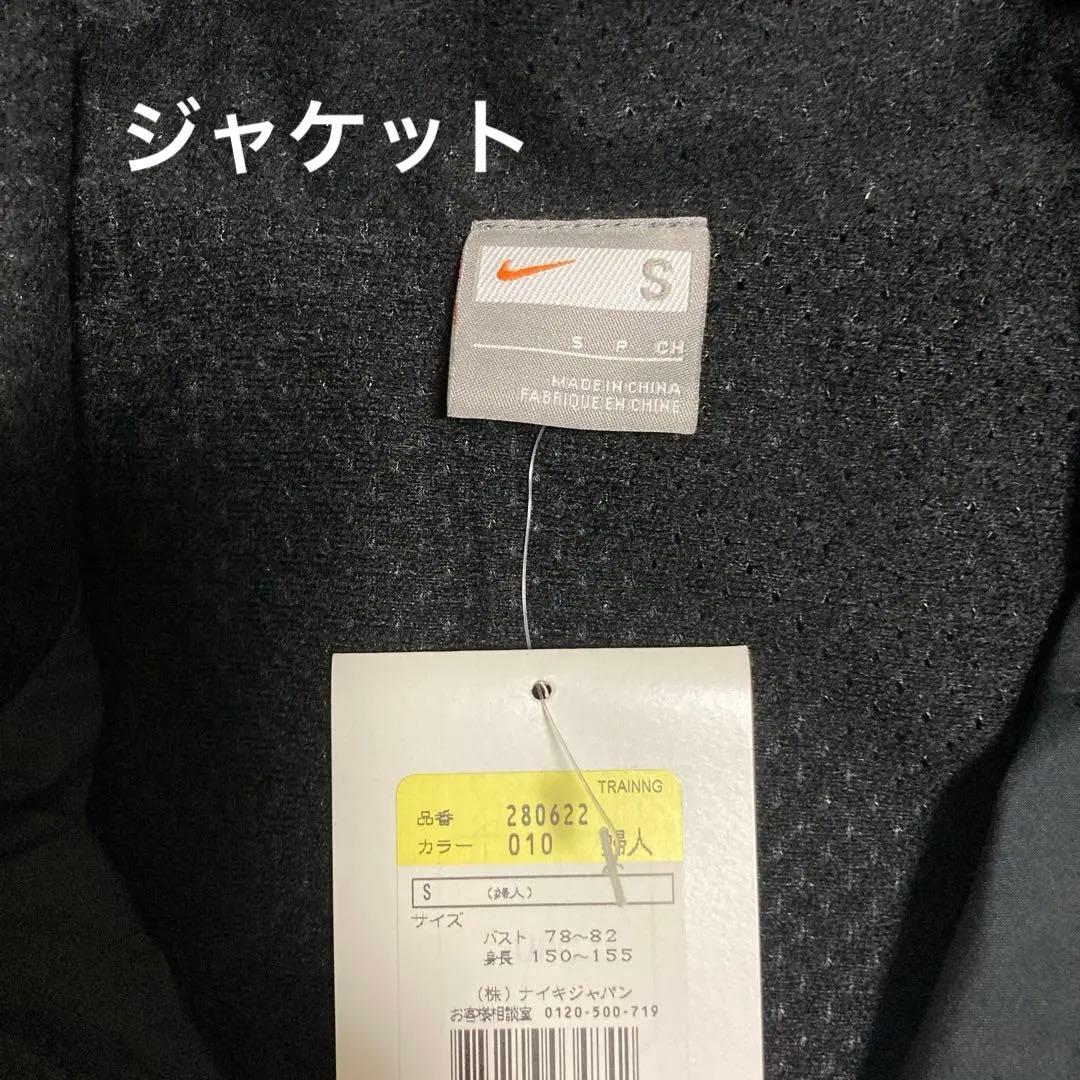 ジャケット
S
S P CH
MADE IN CHINA
FABRIQUE EN CHINE
TRAINNG
品番 280622
カラー 010 婦人
S (婦人)
サイズ
バスト 78~82
身長 150~155
(株)ナイキジャパン
お客様相談室 0120-500-719